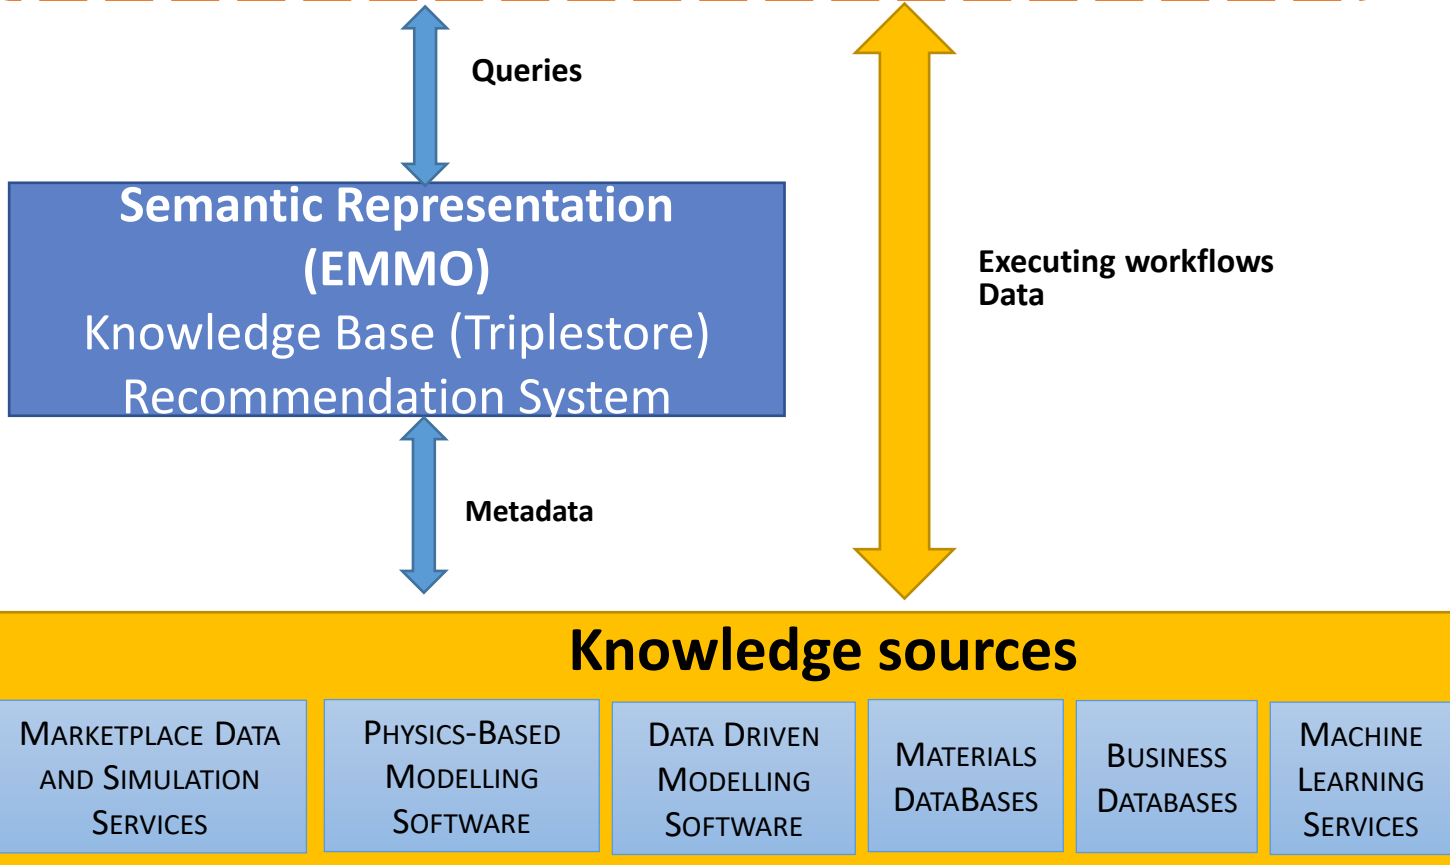 Queries
Semantic Representation
(EMMO)
Knowledge Base (Triplestore)
Recommendation System
Executing workflows
Data
Metadata
Knowledge sources
MARKETPLACE DATA
AND SIMULATION
SERVICES
PHYSICS-BASED
MODELLING
SOFTWARE
DATA DRIVEN
MODELLING
SOFTWARE
MATERIALS
DATABASES
BUSINESS
DATABASES
MACHINE
LEARNING
SERVICES